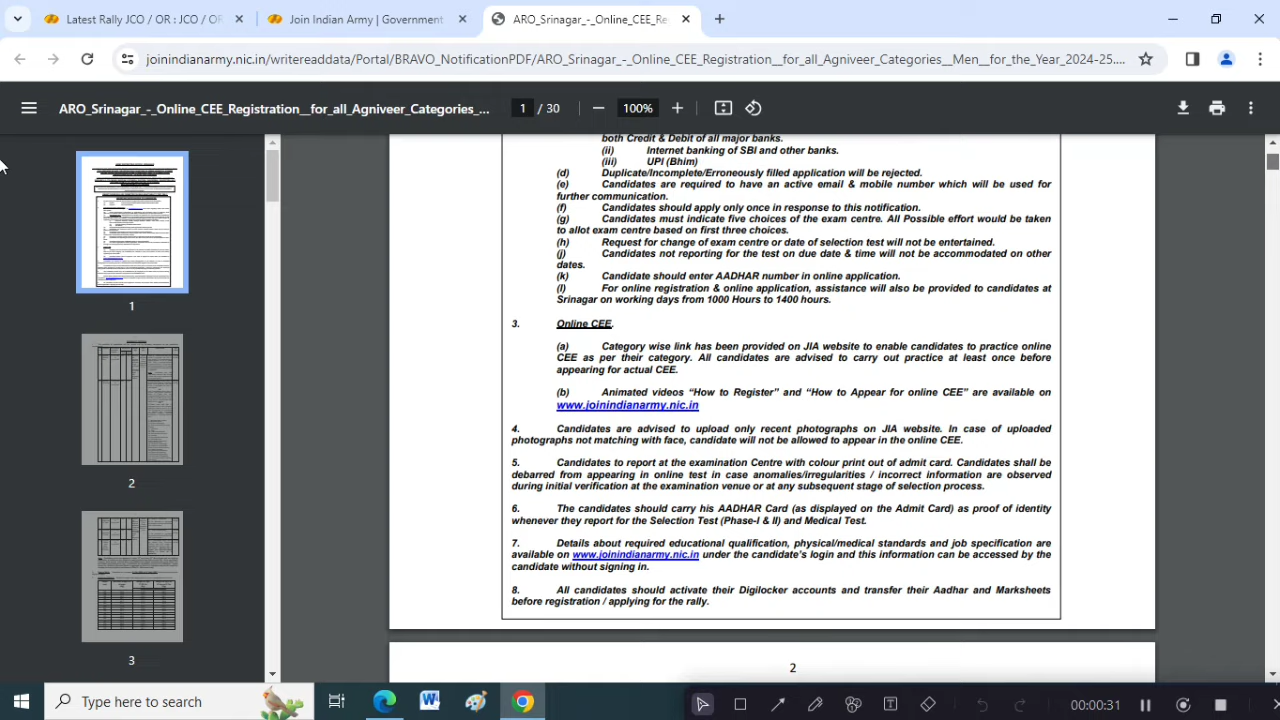 Latest Rally JCO / OR : JCO / OR
Join Indian Army | Government
ARO_Srinagar_-_Online_CEE_Re
joinindianarmy.nic.in/writereaddata/Portal/BRAVO_NotificationPDF/ARO_Srinagar_-_Online_CEE_Registration__for_all_Agniveer_Categories__Men__for_the_Year_2024-25....
ARO_Srinagar_-_Online_CEE_Registration__for_all_Agniveer_Categories_...
1 / 30
100%
both Credit & Debit of all major banks.
(ii) Internet banking of SBI and other banks.
(iii) UPI (Bhim)
(d) Duplicate/Incomplete/Erroneously filled application will be rejected.
(e) Candidates are required to have an active email & mobile number which will be used for
further communication.
(f) Candidates should apply only once in response to this notification.
(g) Candidates must indicate five choices of the exam centre. All Possible effort would be taken
to allot exam centre based on first three choices.
(h) Request for change of exam centre or date of selection test will not be entertained.
(j) Candidates not reporting for the test on due date & time will not be accommodated on other
dates.
(k) Candidate should enter AADHAR number in online application.
(l) For online registration & online application, assistance will also be provided to candidates at
Srinagar on working days from 1000 Hours to 1400 hours.
3. Online CEE.
(a) Category wise link has been provided on JIA website to enable candidates to practice online
CEE as per their category. All candidates are advised to carry out practice at least once before
appearing for actual CEE.
(b) Animated videos “How to Register” and “How to Appear for online CEE” are available on
www.joinindianarmy.nic.in
4. Candidates are advised to upload only recent photographs on JIA website. In case of uploaded
photographs not matching with face, candidate will not be allowed to appear in the online CEE.
5. Candidates to report at the examination Centre with colour print out of admit card. Candidates shall be
debarred from appearing in online test in case anomalies/irregularities / incorrect information are observed
during initial verification at the examination venue or at any subsequent stage of selection process.
6. The candidates should carry his AADHAR Card (as displayed on the Admit Card) as proof of identity
whenever they report for the Selection Test (Phase-I & II) and Medical Test.
7. Details about required educational qualification, physical/medical standards and job specification are
available on www.joinindianarmy.nic.in under the candidate’s login and this information can be accessed by the
candidate without signing in.
8. All candidates should activate their Digilocker accounts and transfer their Aadhar and Marksheets
before registration / applying for the rally.
2
1
2
3
Type here to search
00:00:31